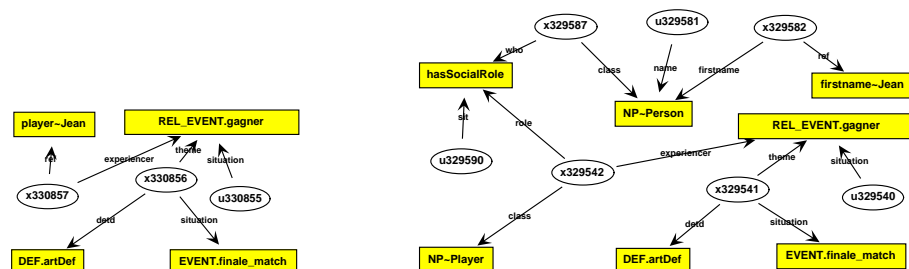 player~Jean
REL_EVENT.gagner
ref
experiencer
theme
situation
x330857
x330856
u330855
detd
situation
DEF.artDef
EVENT.finale_match
x329587
u329581
x329582
who
class
name
firstname
ref
hasSocialRole
NP~Person
firstname~Jean
sit
role
REL_EVENT.gagner
u329590
x329542
experiencer
theme
situation
x329541
u329540
class
detd
situation
NP~Player
DEF.artDef
EVENT.finale_match